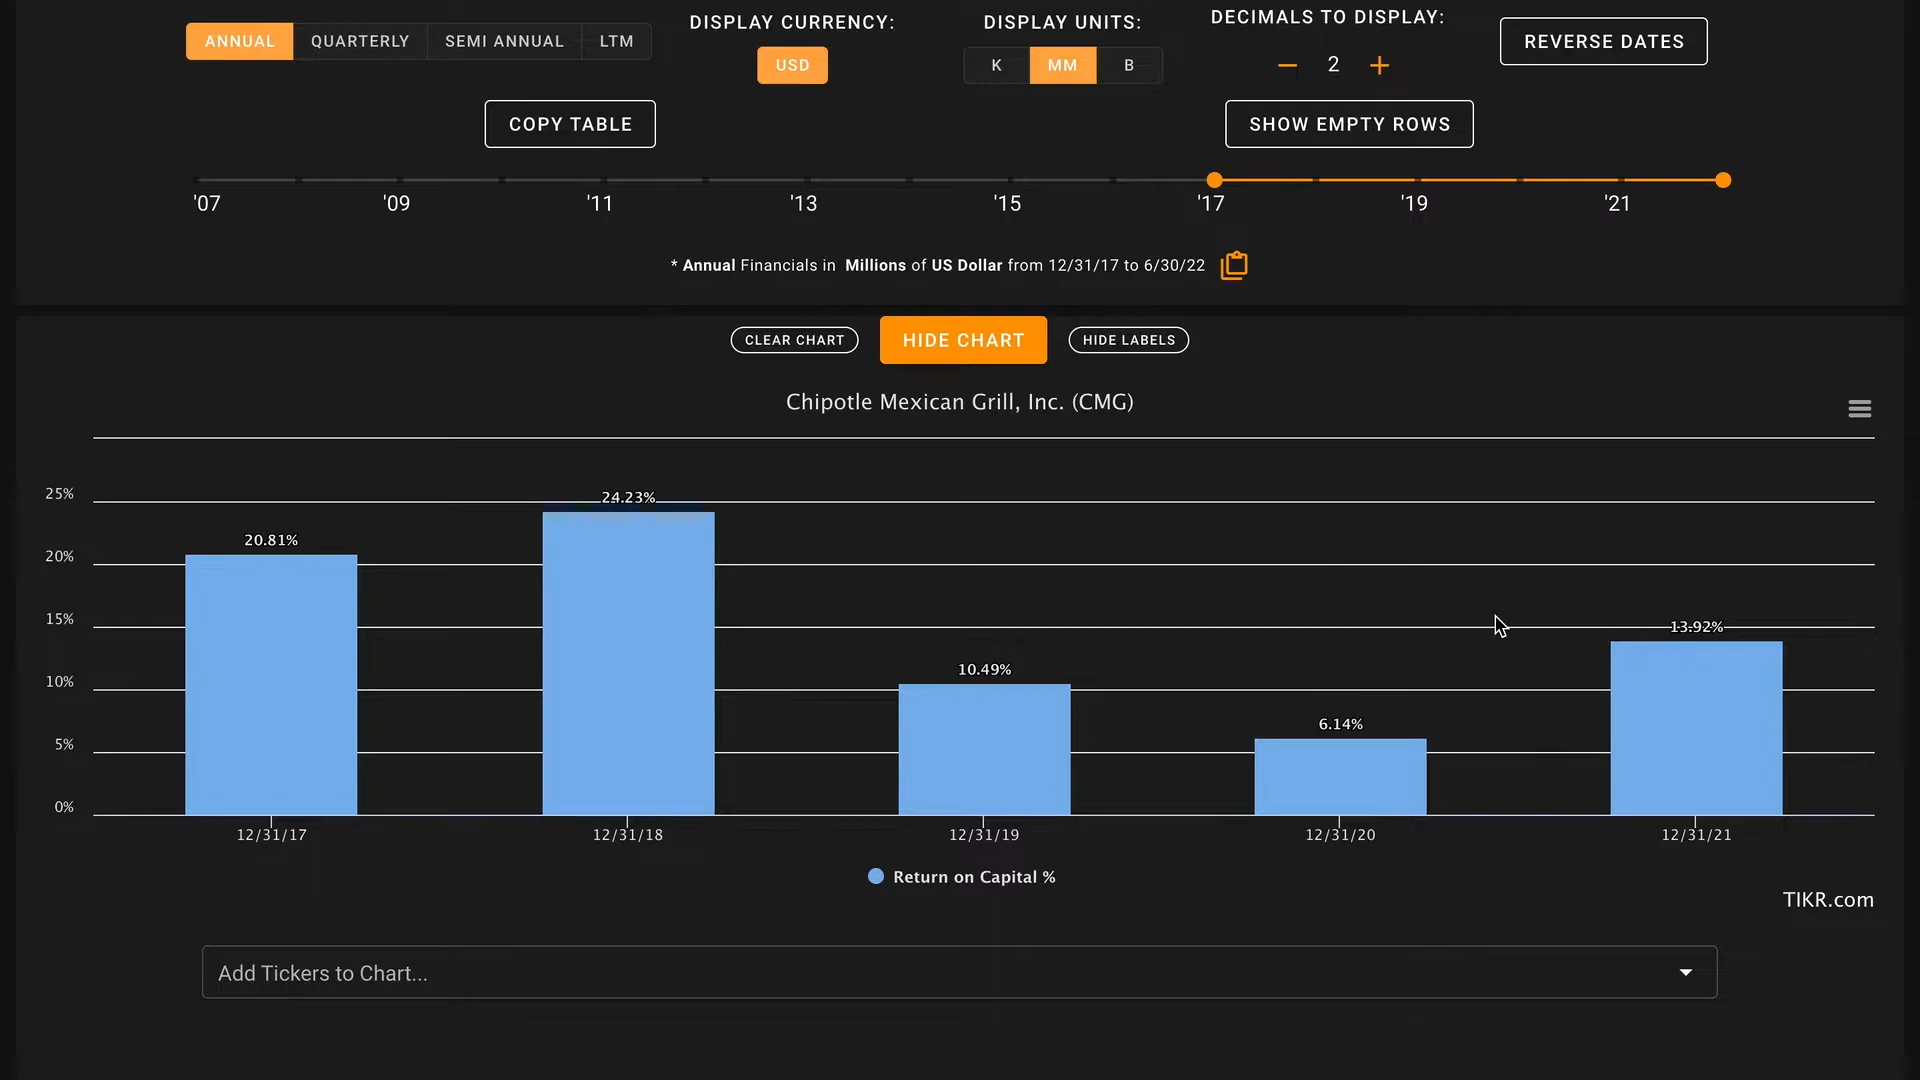 ANNUAL QUARTERLY SEMI ANNUAL LTM
DISPLAY CURRENCY:
USD
DISPLAY UNITS:
K MM B
DECIMALS TO DISPLAY:
2
REVERSE DATES
COPY TABLE
SHOW EMPTY ROWS
'07 '09 '11 '13 '15 '17 '19 '21
* Annual Financials in Millions of US Dollar from 12/31/17 to 6/30/22
CLEAR CHART
HIDE CHART
HIDE LABELS
Chipotle Mexican Grill, Inc. (CMG)
25%
20%
15%
10%
5%
0%
20.81%
24.23%
10.49%
6.14%
13.92%
12/31/17 12/31/18 12/31/19 12/31/20 12/31/21
Return on Capital %
TIKR.com
Add Tickers to Chart...